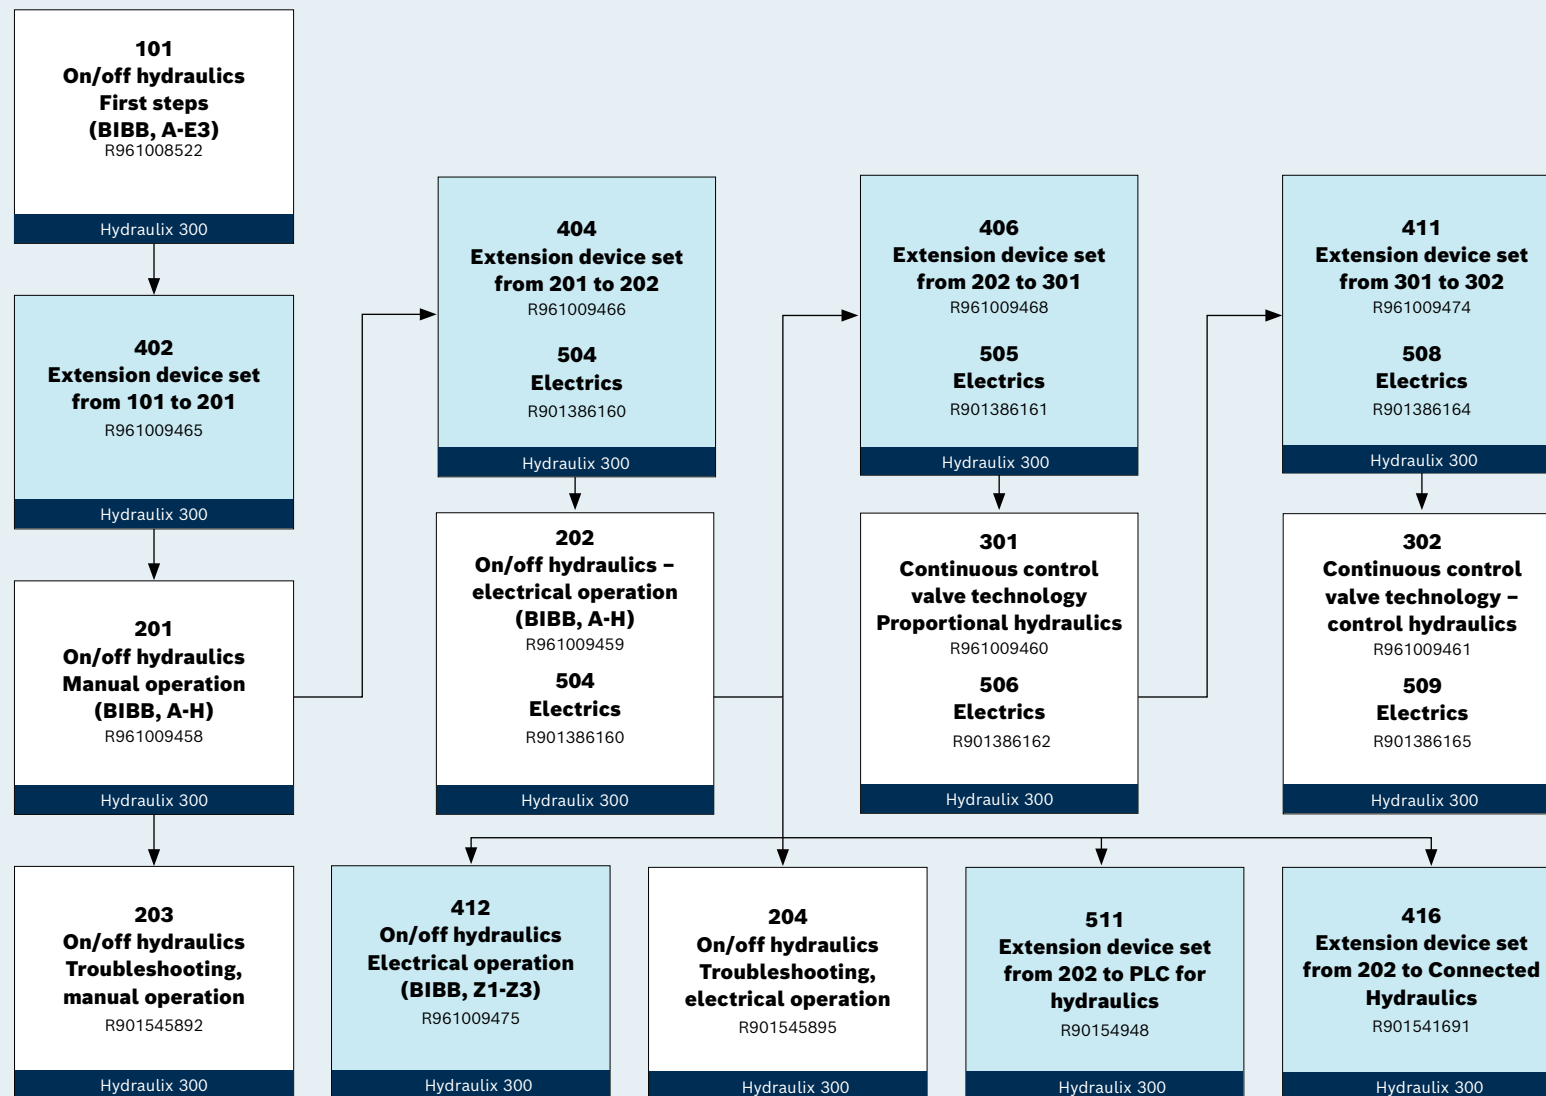 101
On/off hydraulics
First steps
(BIBB, A-E3)
R961008522
Hydraulix 300
402
Extension device set
from 101 to 201
R961009465
Hydraulix 300
201
On/off hydraulics
Manual operation
(BIBB, A-H)
R961009458
Hydraulix 300
203
On/off hydraulics
Troubleshooting,
manual operation
R901545892
Hydraulix 300
404
Extension device set
from 201 to 202
R961009466
504
Electrics
R901386160
Hydraulix 300
202
On/off hydraulics –
electrical operation
(BIBB, A-H)
R961009459
504
Electrics
R901386160
Hydraulix 300
412
On/off hydraulics
Electrical operation
(BIBB, Z1-Z3)
R961009475
Hydraulix 300
204
On/off hydraulics
Troubleshooting,
electrical operation
R901545895
Hydraulix 300
406
Extension device set
from 202 to 301
R961009468
505
Electrics
R901386161
Hydraulix 300
301
Continuous control
valve technology
Proportional hydraulics
R961009460
506
Electrics
R901386162
Hydraulix 300
511
Extension device set
from 202 to PLC for
hydraulics
R90154948
Hydraulix 300
411
Extension device set
from 301 to 302
R961009474
508
Electrics
R901386164
Hydraulix 300
302
Continuous control
valve technology –
control hydraulics
R961009461
509
Electrics
R901386165
Hydraulix 300
416
Extension device set
from 202 to Connected
Hydraulics
R901541691
Hydraulix 300